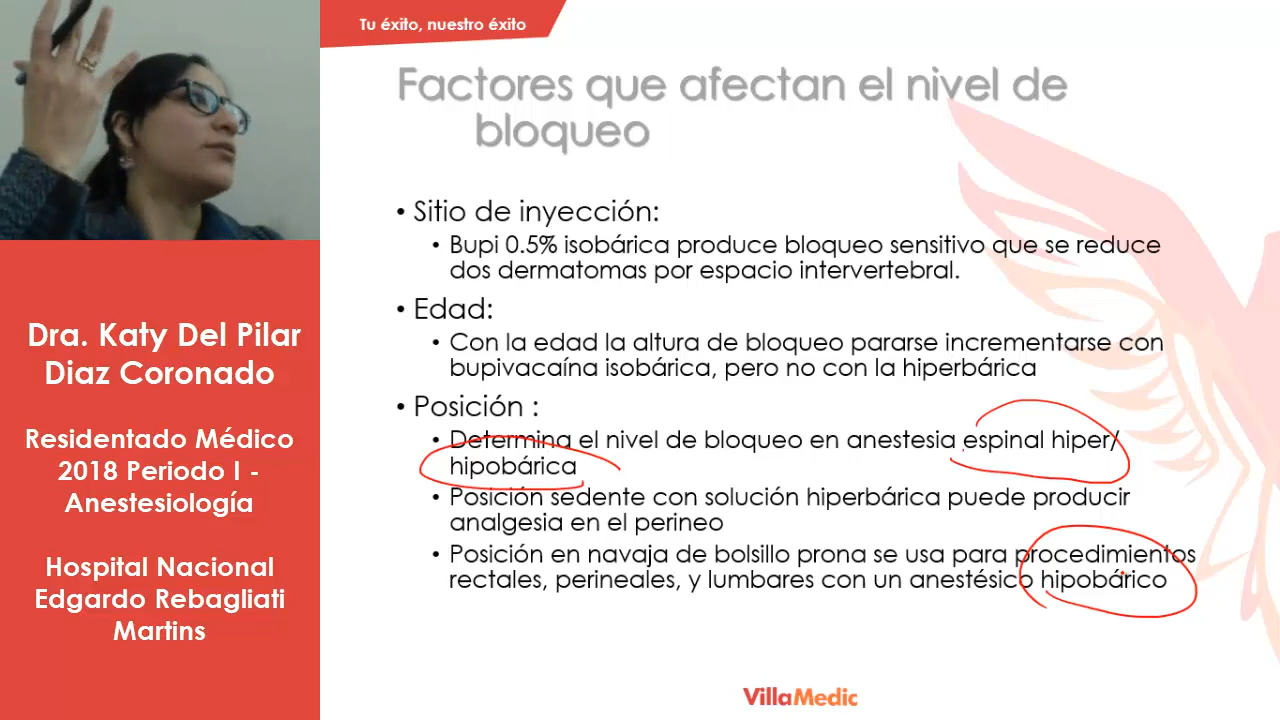 Tu éxito, nuestro éxito
Factores que afectan el nivel de
bloqueo
• Sitio de inyección:
• Bupi 0.5% isobárica produce bloqueo sensitivo que se reduce
dos dermatomas por espacio intervertebral.
• Edad:
• Con la edad la altura de bloqueo pararse incrementarse con
bupivacaína isobárica, pero no con la hiperbárica
• Posición :
• Determina el nivel de bloqueo en anestesia espinal hiper/
hipobárica
• Posición sedente con solución hiperbárica puede producir
analgesia en el perineo
• Posición en navaja de bolsillo prona se usa para procedimientos
rectales, perineales, y lumbares con un anestésico hipobárico
Dra. Katy Del Pilar
Diaz Coronado
Residentado Médico
2018 Periodo I -
Anestesiología
Hospital Nacional
Edgardo Rebagliati
Martins
VillaMedic